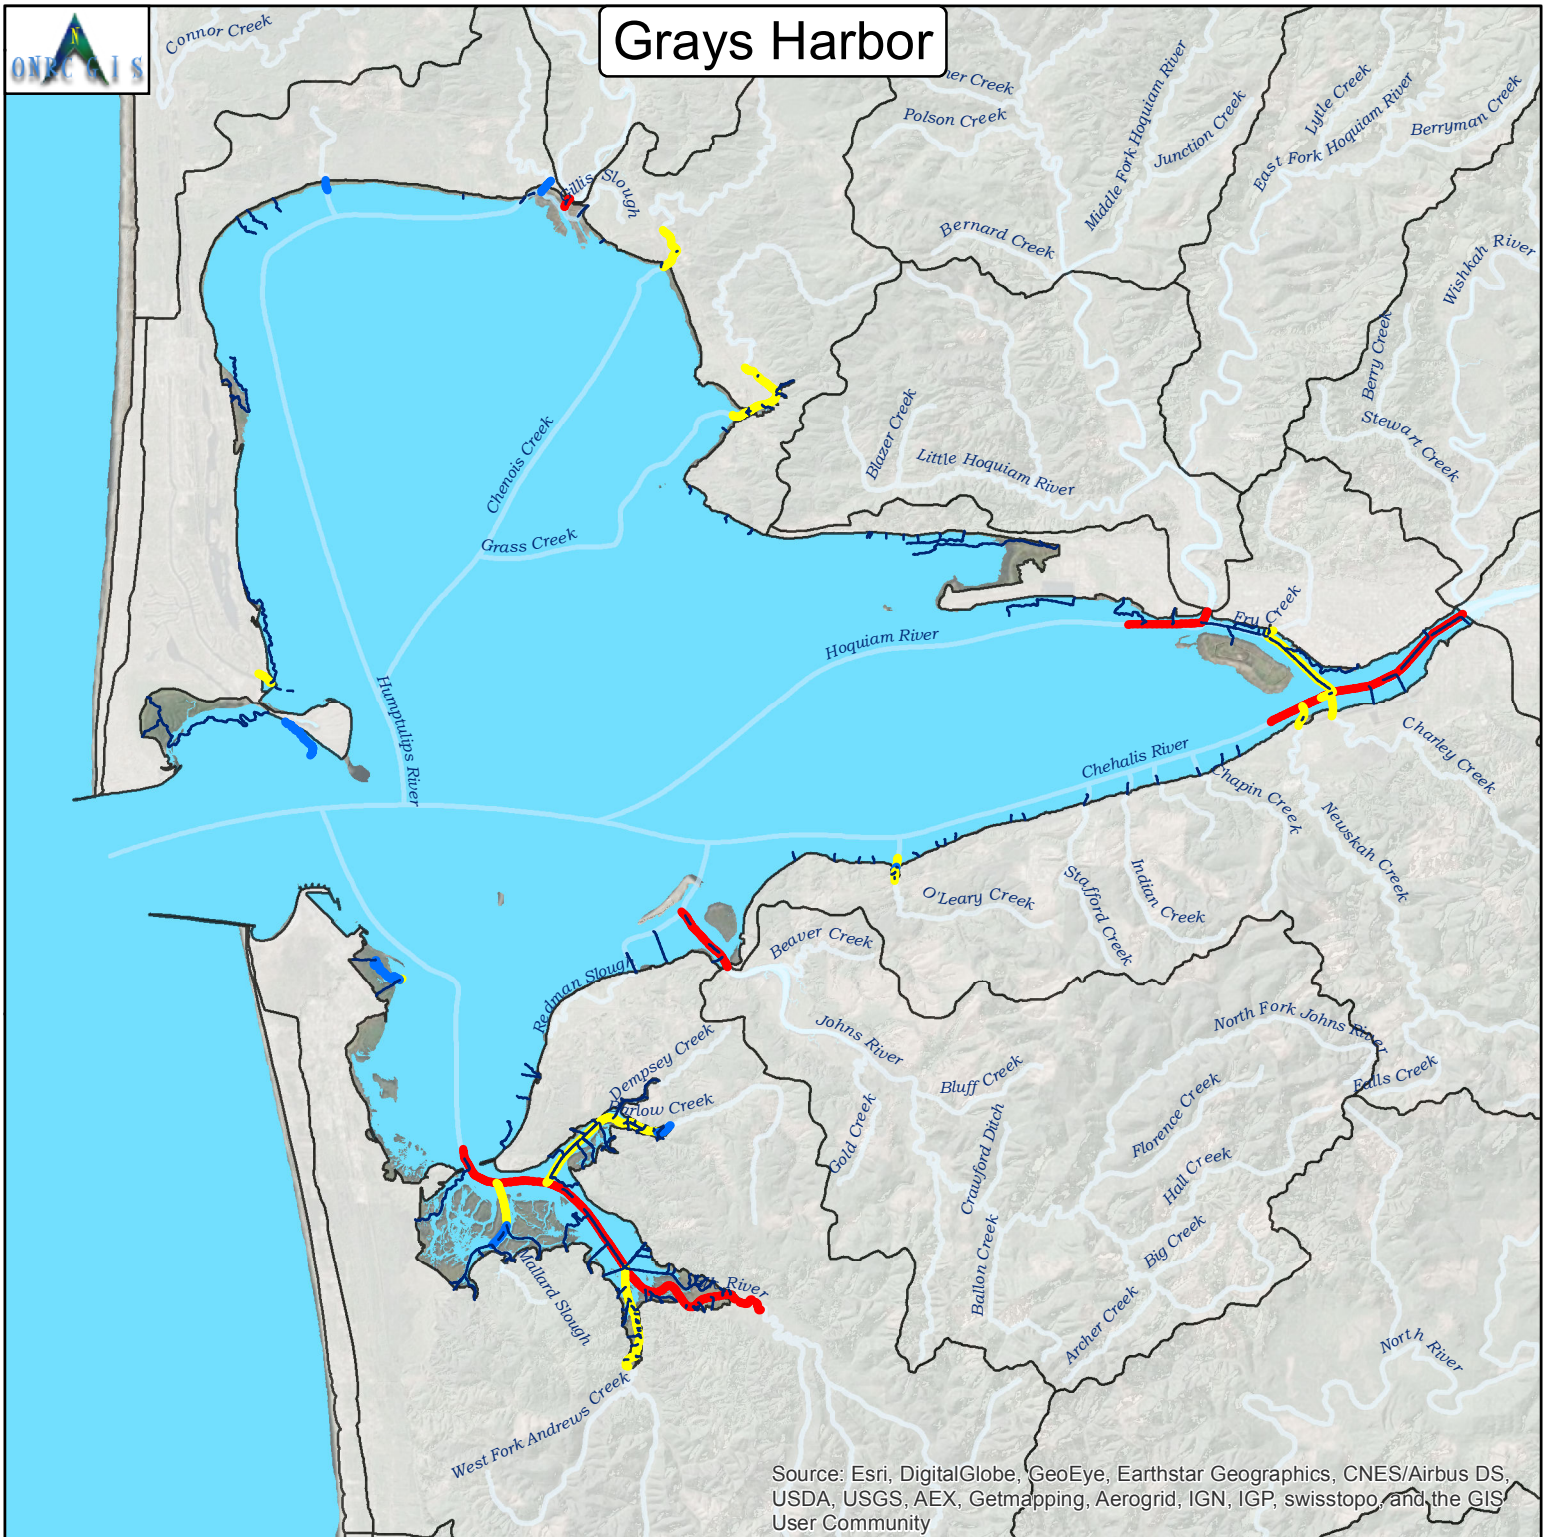 Grays Harbor
N
ONRC GIS
Connor Creek
ner Creek
Polson Creek
Middle Fork Hoquiam River
Junction Creek
Lytle Creek
East Fork Hoquiam River
Berryman Creek
Slough
Bernard Creek
Wishkah River
Berry Creek
Stewart Creek
Blazer Creek
Little Hoquiam River
Chenois Creek
Grass Creek
Fry Creek
Hoquiam River
Humptulips River
Chehalis River
Charley Creek
Chapin Creek
Newskah Creek
O'Leary Creek
Stafford Creek
Indian Creek
Beaver Creek
Redman Slough
Johns River
North Fork Johns River
Dempsey Creek
Barlow Creek
Bluff Creek
Falls Creek
Gold Creek
Crawford Ditch
Florence Creek
Hall Creek
Big Creek
Ballon Creek
Archer Creek
River
Mallard Slough
West Fork Andrews Creek
North River
Source: Esri, DigitalGlobe, GeoEye, Earthstar Geographics, CNES/Airbus DS,
USDA, USGS, AEX, Getmapping, Aerogrid, IGN, IGP, swisstopo, and the GIS
User Community